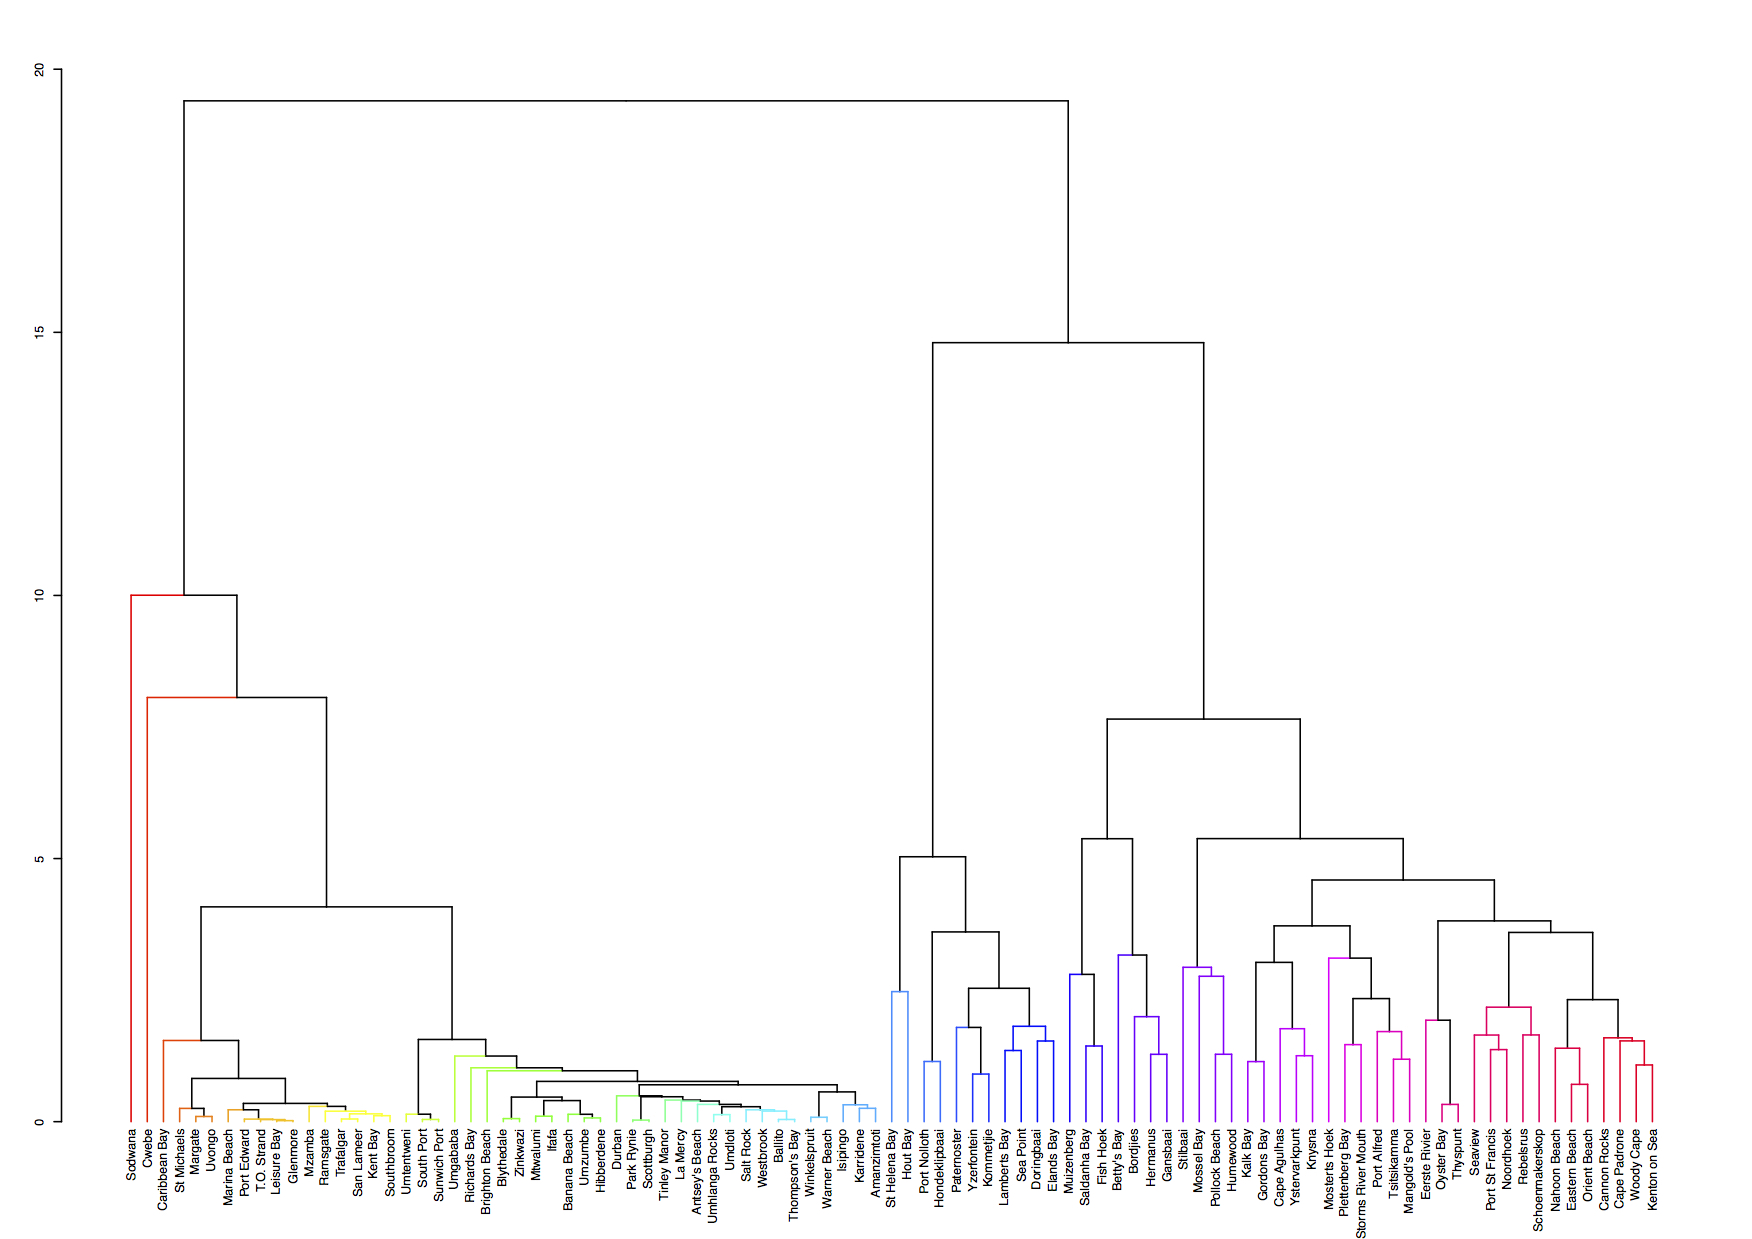 20
15
10
5
0
Sodwana
Cwebe
Caribbean Bay
St Michaels
Margate
Uvongo
Marina Beach
Port Edward
T.O. Strand
Leisure Bay
Glenmore
Mzamba
Ramsgate
Trafalgar
San Lameer
Kent Bay
Southbroom
Umtentweni
South Port
Sunwich Port
Umgababa
Richards Bay
Brighton Beach
Blythedale
Zinkwazi
Mtwalumi
Ifafa
Banana Beach
Umzumbe
Hibberdene
Durban
Park Rynie
Scottburgh
Tinley Manor
La Mercy
Antsey's Beach
Umhlanga Rocks
Umdloti
Salt Rock
Westbrook
Ballito
Thompson's Bay
Winkelspruit
Warner Beach
Isipingo
Karridene
Amanzimtoti
St Helena Bay
Hout Bay
Port Nolloth
Hondeklipbaai
Paternoster
Yzerfontein
Kommetjie
Lamberts Bay
Sea Point
Doringbaai
Elands Bay
Muizenberg
Saldanha Bay
Fish Hoek
Betty's Bay
Bordjies
Hermanus
Gansbaai
Stilbaai
Mossel Bay
Pollock Beach
Humewood
Kalk Bay
Gordons Bay
Cape Agulhas
Ystervarkpunt
Knysna
Mosterts Hoek
Plettenberg Bay
Storms River Mouth
Port Alfred
Tsitsikamma
Mangold's Pool
Eerste River
Oyster Bay
Thyspunt
Seaview
Port St Francis
Noordhoek
Rebelsrus
Schoenmakerskop
Nahoon Beach
Eastern Beach
Orient Beach
Cannon Rocks
Cape Padrone
Woody Cape
Kenton on Sea